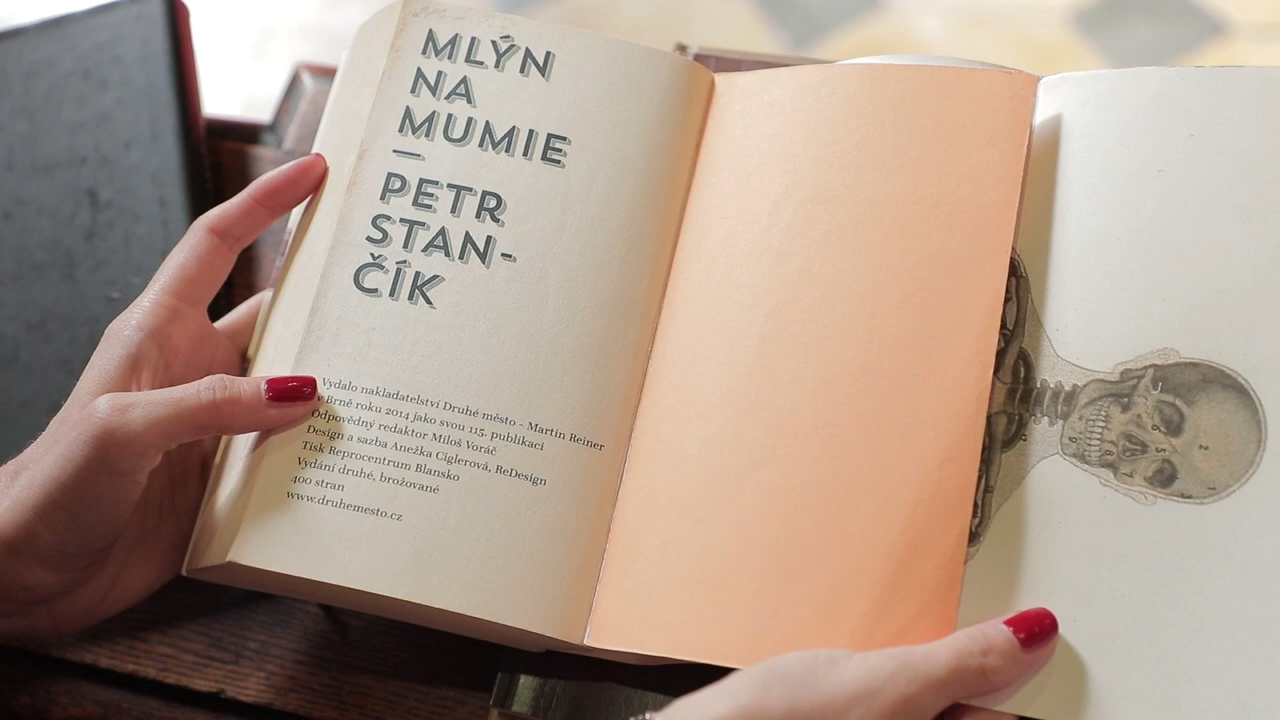 MLÝN
NA
MUMIE
—
PETR
STAN-
ČÍK
Vydalo nakladatelství Druhé město – Martin Reiner
v Brně roku 2014 jako svou 115. publikaci
Odpovědný redaktor Miloš Voráč
Design a sazba Anežka Ciglerová, ReDesign
Tisk Reprocentrum Blansko
Vydání druhé, brožované
400 stran
www.druhemesto.cz